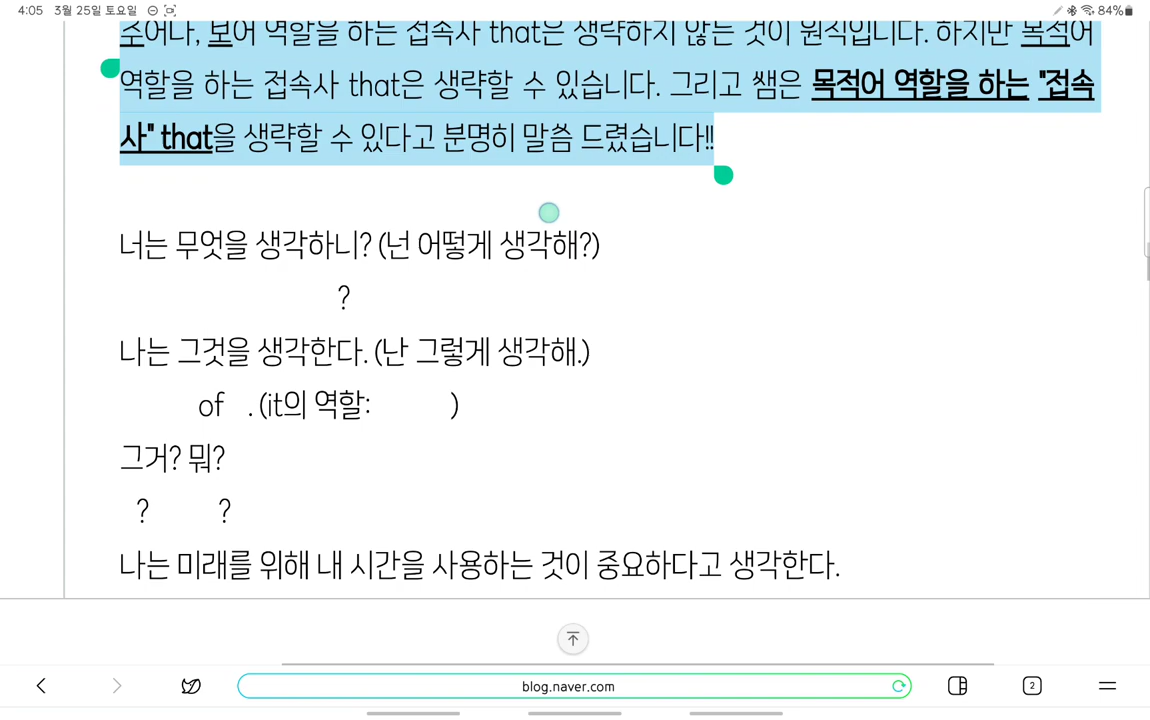 4:05 3월 25일 토요일 84%
주어나, 보어 역할을 하는 접속사 that은 생략하지 않는 것이 원칙입니다. 하지만 목적어
역할을 하는 접속사 that은 생략할 수 있습니다. 그리고 쌤은 목적어 역할을 하는 "접속
사" that을 생략할 수 있다고 분명히 말씀 드렸습니다!!
너는 무엇을 생각하니? (넌 어떻게 생각해?)
?
나는 그것을 생각한다. (난 그렇게 생각해.)
of . (it의 역할: )
그거? 뭐?
? ?
나는 미래를 위해 내 시간을 사용하는 것이 중요하다고 생각한다.
blog.naver.com 2